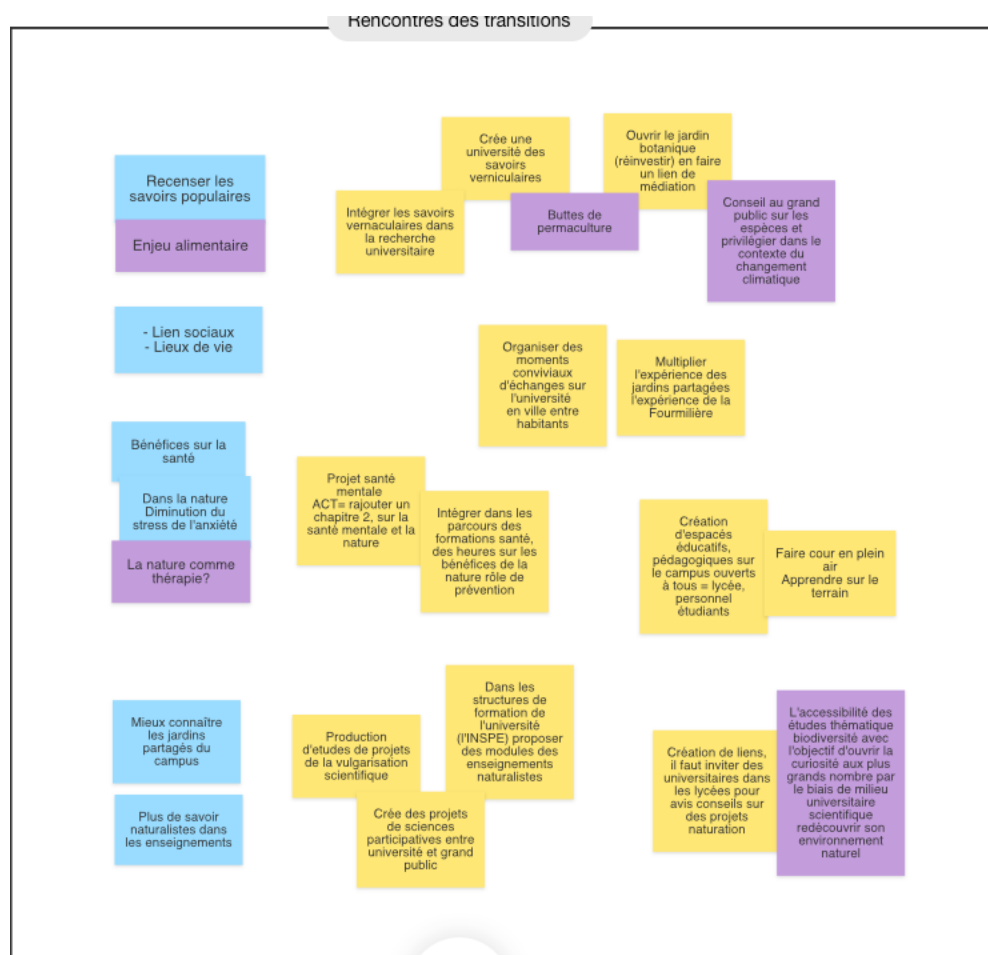 Rencontres des transitions
Recenser les
savoirs populaires
Enjeu alimentaire
Crée une
université des
savoirs
verniculaires
Intégrer les savoirs
vernaculaires dans
la recherche
universitaire
Buttes de
permaculture
Ouvrir le jardin
botanique
(réinvestir) en faire
un lien de
médiation
Conseil au grand
public sur les
espèces et
privilégier dans le
contexte du
changement
climatique
- Lien sociaux
- Lieux de vie
Organiser des
moments
conviviaux
d'échanges sur
l'université
en ville entre
habitants
Multiplier
l'expérience des
jardins partagées
l'expérience de la
Fourmilière
Bénéfices sur la
santé
Dans la nature
Diminution du
stress de l'anxiété
La nature comme
thérapie?
Projet santé
mentale
ACT= rajouter un
chapitre 2, sur la
santé mentale et la
nature
Intégrer dans les
parcours des
formations santé,
des heures sur les
bénéfices de la
nature rôle de
prévention
Création
d'espacés
éducatifs,
pédagogiques sur
le campus ouverts
à tous = lycée,
personnel
étudiants
Faire cour en plein
air
Apprendre sur le
terrain
Mieux connaître
les jardins
partagés du
campus
Plus de savoir
naturalistes dans
les enseignements
Production
d'etudes de projets
de la vulgarisation
scientifique
Dans les
structures de
formation de
l'université
(l'INSPE) proposer
des modules des
enseignements
naturalistes
Crée des projets
de sciences
participatives entre
université et grand
public
Création de liens,
il faut inviter des
universitaires dans
les lycées pour
avis conseils sur
des projets
naturation
L'accessibilité des
études thématique
biodiversité avec
l'objectif d'ouvrir la
curiosité aux plus
grands nombre par
le biais de milieu
universitaire
scientifique
redècouvrir son
environnement
naturel